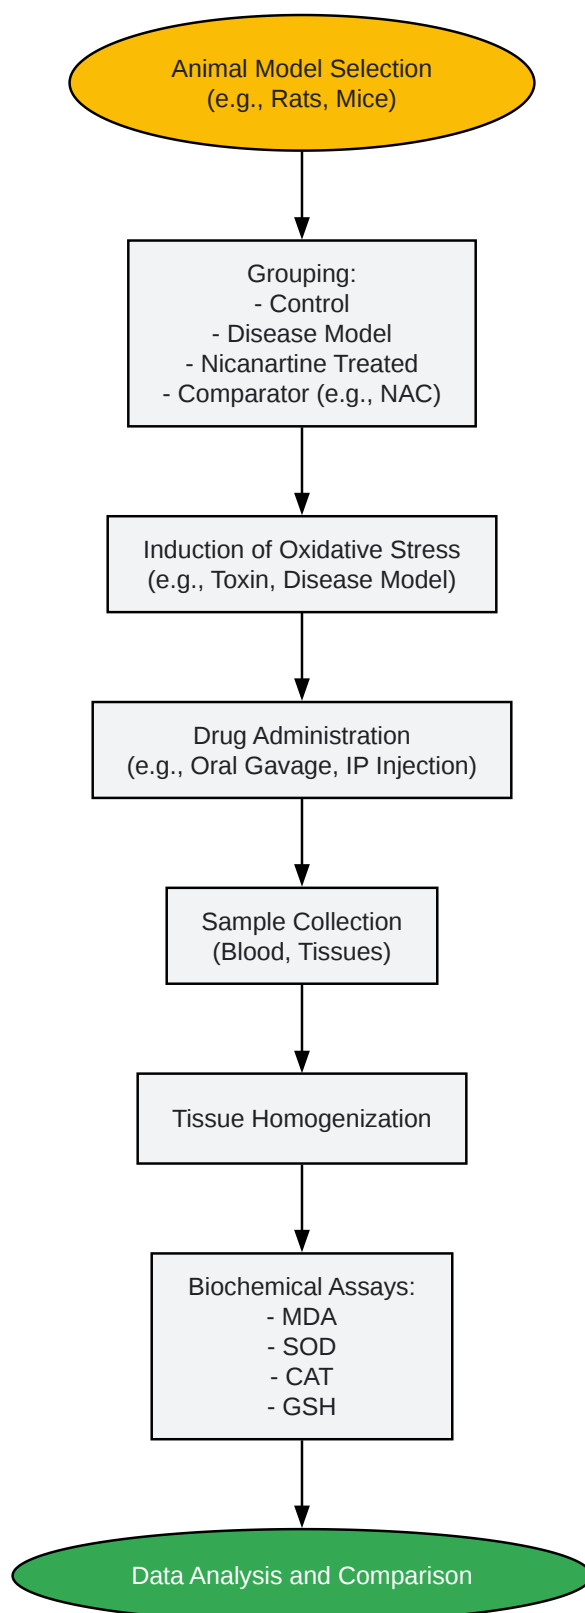 Animal Model Selection
(e.g., Rats, Mice)
Grouping:
- Control
- Disease Model
- Nicanartine Treated
- Comparator (e.g., NAC)
Induction of Oxidative Stress
(e.g., Toxin, Disease Model)
Drug Administration
(e.g., Oral Gavage, IP Injection)
Sample Collection
(Blood, Tissues)
Tissue Homogenization
Biochemical Assays:
- MDA
- SOD
- CAT
- GSH
Data Analysis and Comparison